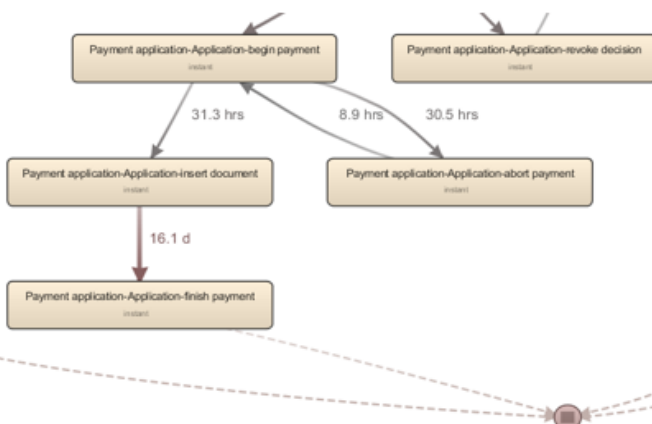 Payment application-Application-begin payment
instant
Payment application-Application-revoke decision
instant
31.3 hrs
8.9 hrs
30.5 hrs
Payment application-Application-insert document
instant
Payment application-Application-abort payment
instant
16.1 d
Payment application-Application-finish payment
instant